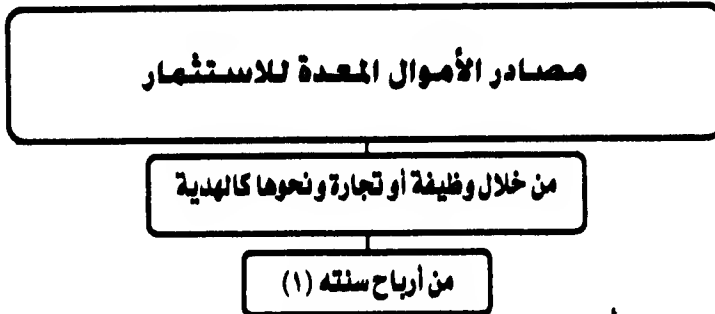 مصادر الأموال المعدة للاستثمار
من خلال وظيفة أو تجارة ونحوها كالهدية
من أرباح سنته (١)